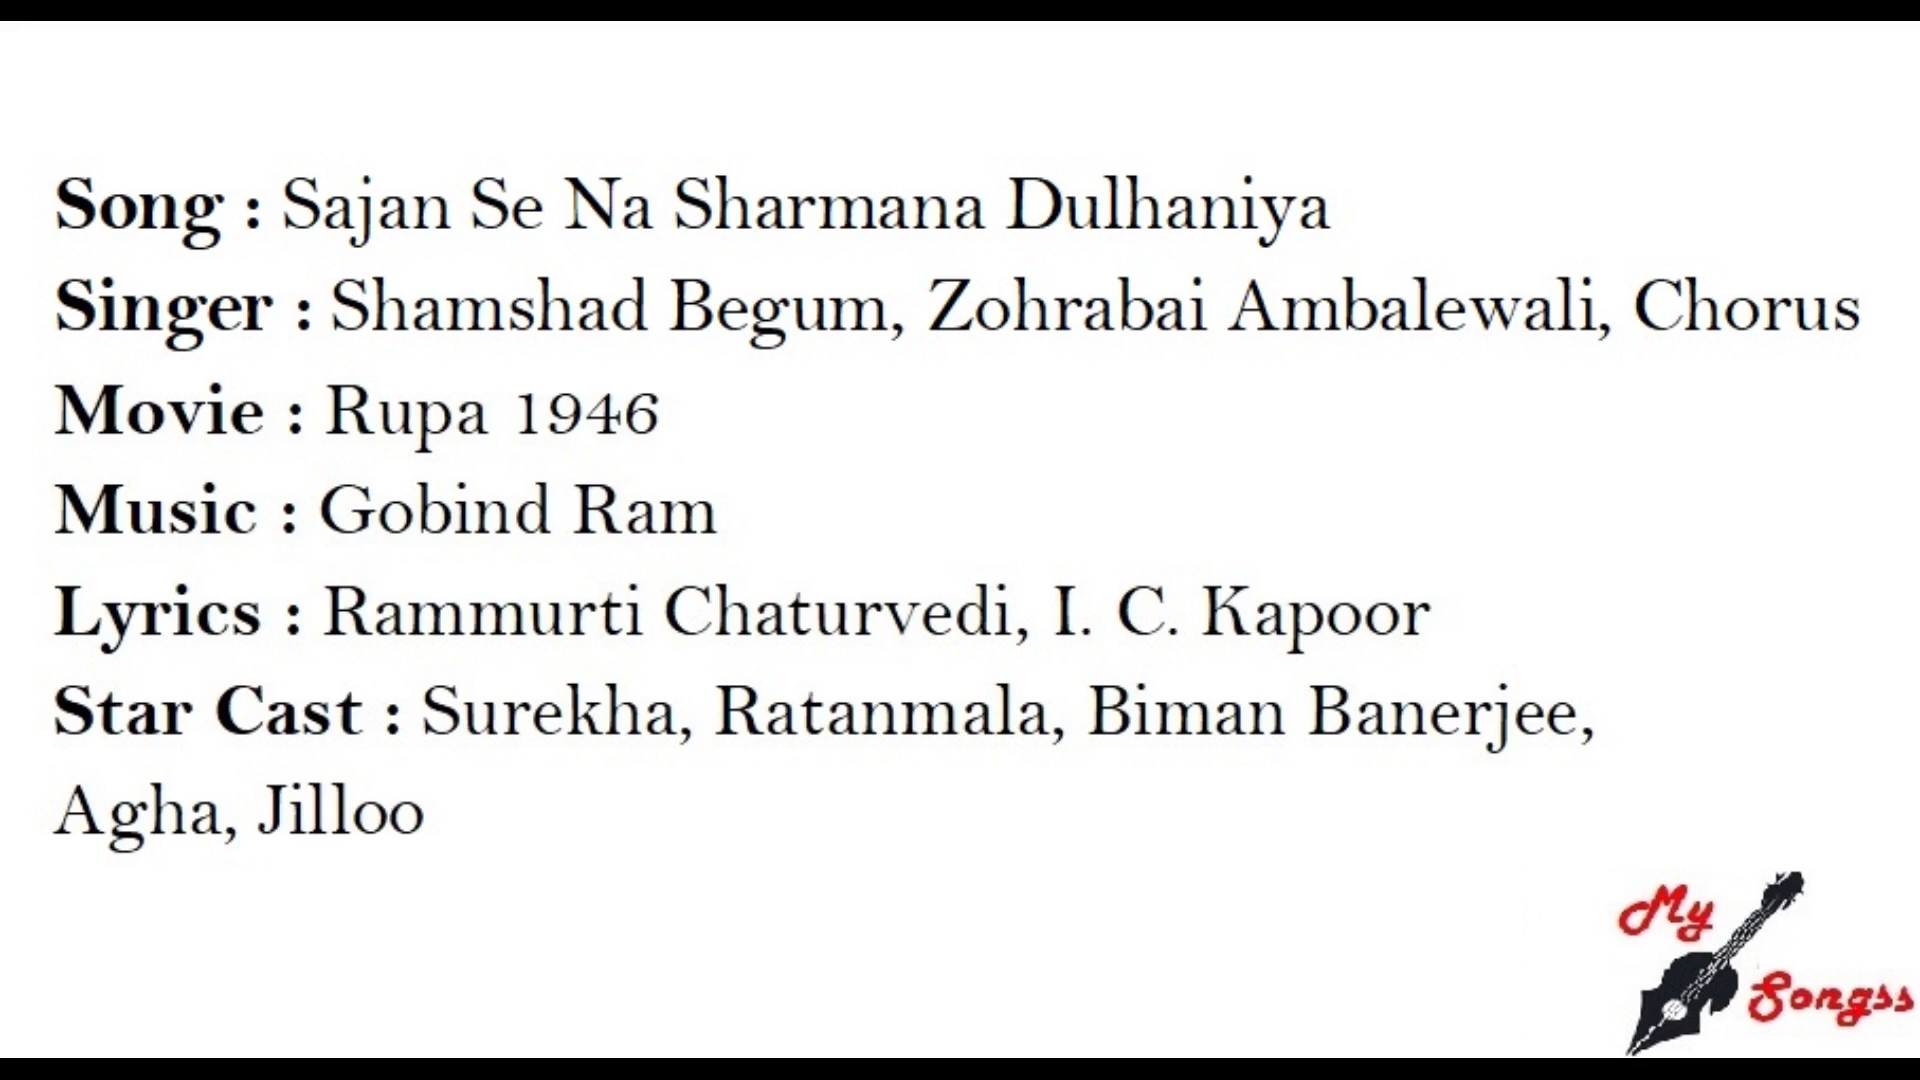 Song : Sajan Se Na Sharmana Dulhaniya
Singer : Shamshad Begum, Zohrabai Ambalewali, Chorus
Movie : Rupa 1946
Music : Gobind Ram
Lyrics : Rammurti Chaturvedi, I. C. Kapoor
Star Cast : Surekha, Ratanmala, Biman Banerjee,
Agha, Jilloo
My
Songss